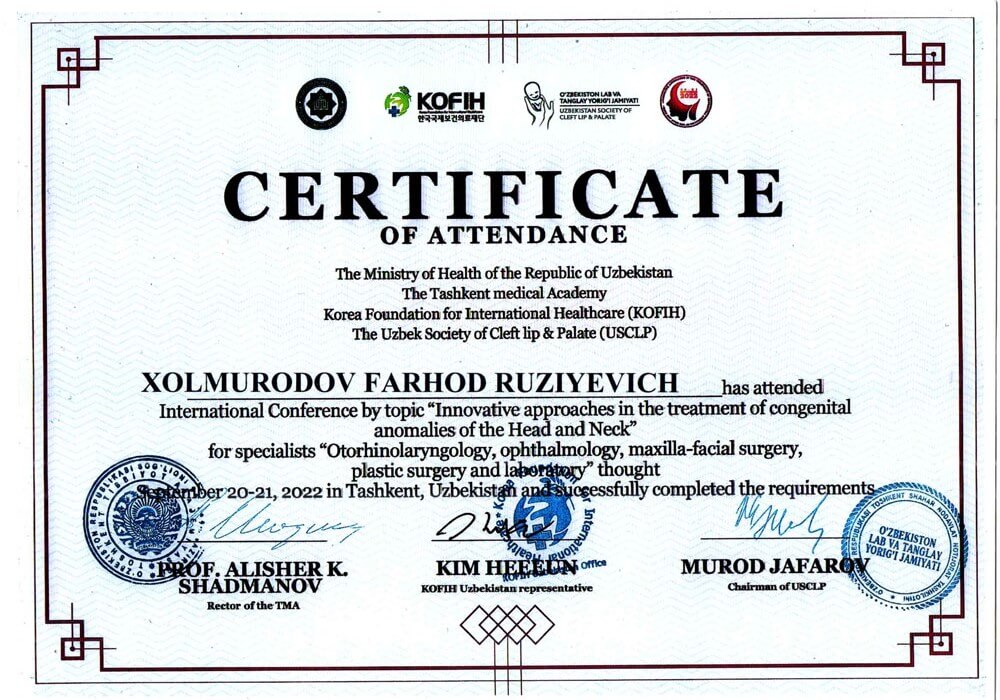 KOFIH
한국국제보건의료재단
O'ZBEKISTON LAB VA
TANGLAY YORIG'I JAMIYATI
UZBEKISTAN SOCIETY OF
CLEFT LIP & PALATE
CERTIFICATE
OF ATTENDANCE
The Ministry of Health of the Republic of Uzbekistan
The Tashkent medical Academy
Korea Foundation for International Healthcare (KOFIH)
The Uzbek Society of Cleft lip & Palate (USCLP)
XOLMURODOV FARHOD RUZIYEVICH has attended
International Conference by topic “Innovative approaches in the treatment of congenital
anomalies of the Head and Neck”
for specialists “Otorhinolaryngology, ophthalmology, maxilla-facial surgery,
plastic surgery and laboratory” thought
September 20-21, 2022 in Tashkent, Uzbekistan and successfully completed the requirements
PROF. ALISHER K.
SHADMANOV
Rector of the TMA
KIM HEEEUN
KOFIH Uzbekistan representative
MUROD JAFAROV
Chairman of USCLP
O'ZBEKISTON
LAB VA TANGLAY
YORIG'I JAMIYATI